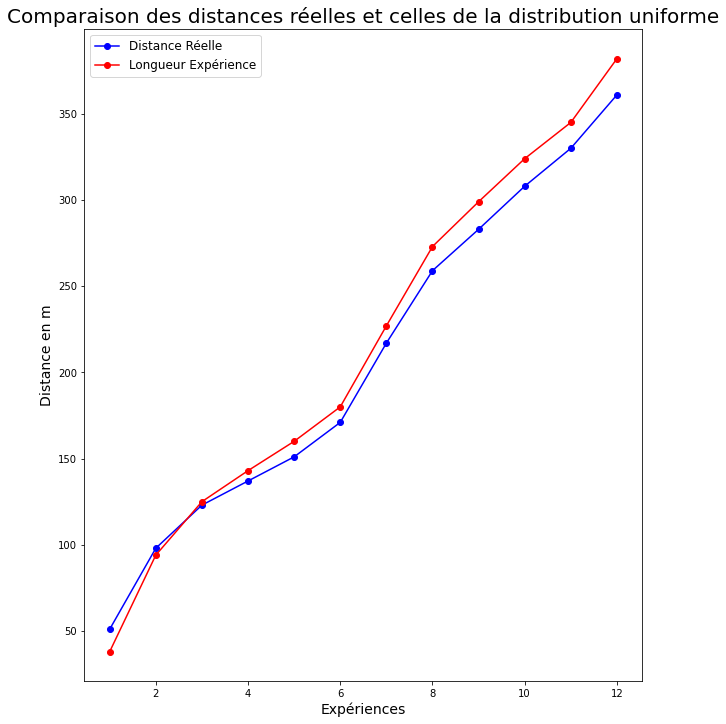 Comparaison des distances réelles et celles de la distribution uniforme
Distance Réelle
Longueur Expérience
350
300
250
200
150
100
50
Distance en m
2 4 6 8 10 12
Expériences